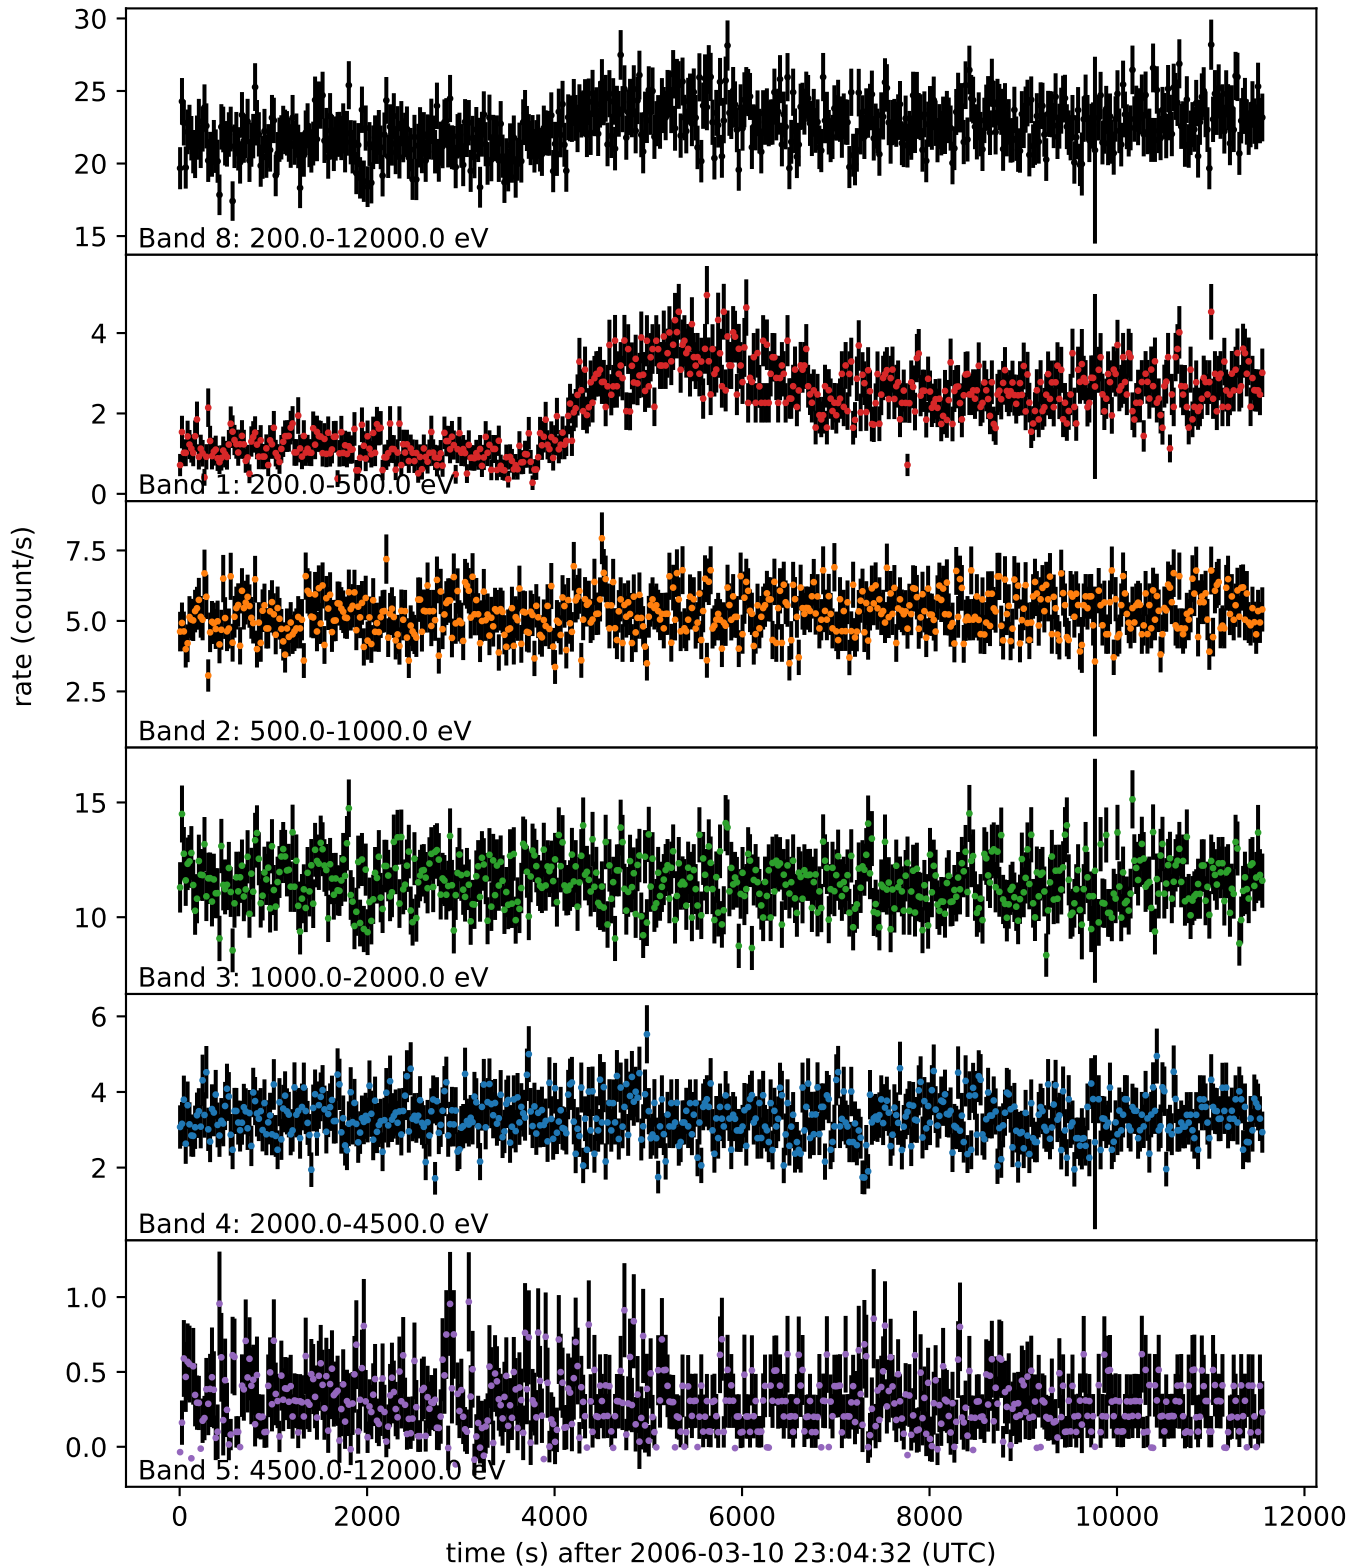 30
25
20
15
Band 8: 200.0-12000.0 eV
4
2
0
Band 1: 200.0-500.0 eV
rate (count/s)
7.5
5.0
2.5
Band 2: 500.0-1000.0 eV
15
10
Band 3: 1000.0-2000.0 eV
6
4
2
Band 4: 2000.0-4500.0 eV
1.0
0.5
0.0
Band 5: 4500.0-12000.0 eV
0 2000 4000 6000 8000 10000 12000
time (s) after 2006-03-10 23:04:32 (UTC)